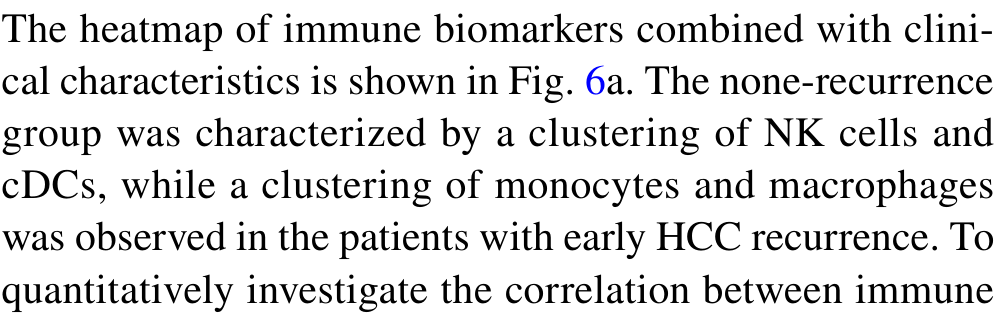 The heatmap of immune biomarkers combined with clini-
cal characteristics is shown in Fig. 6a. The none-recurrence
group was characterized by a clustering of NK cells and
cDCs, while a clustering of monocytes and macrophages
was observed in the patients with early HCC recurrence. To
quantitatively investigate the correlation between immune